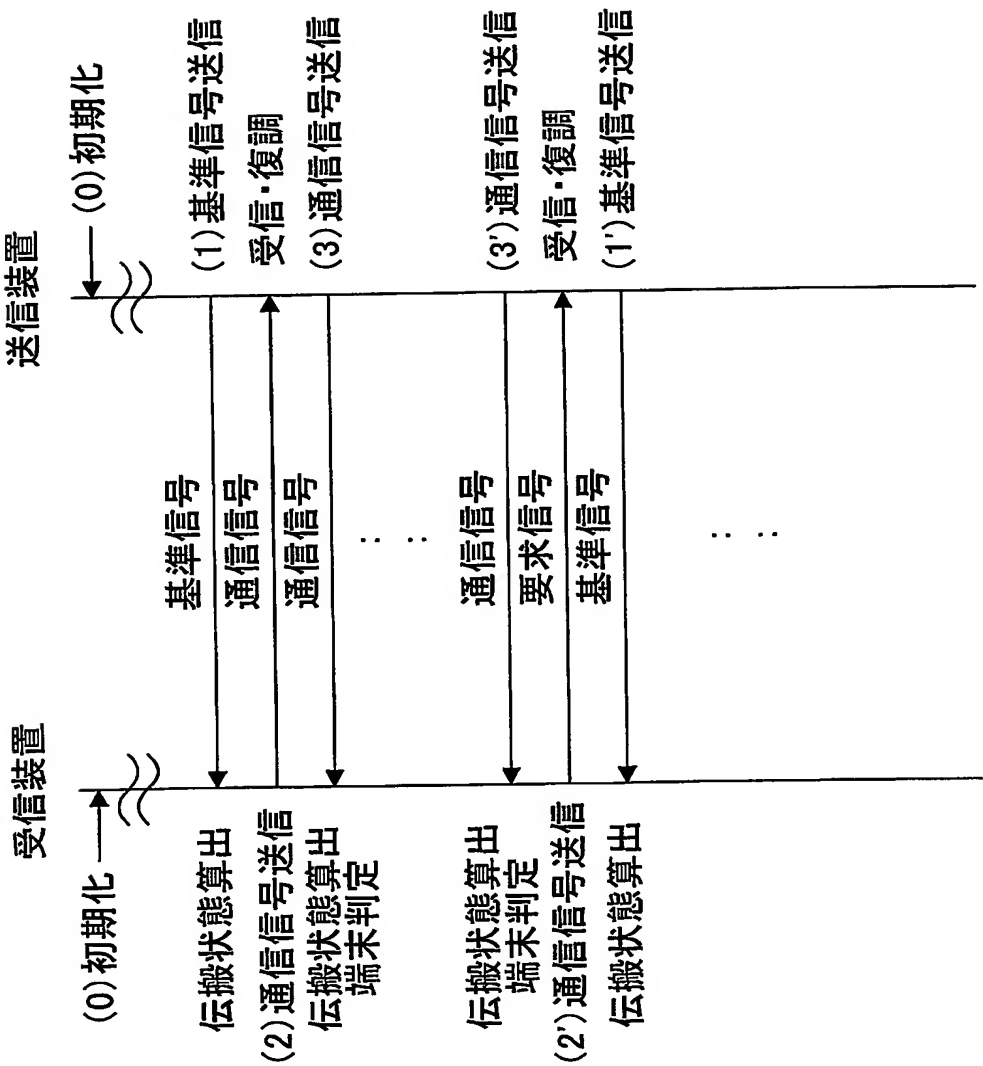 受信装置
送信装置
(0)初期化
(0)初期化
伝搬状態算出
基準信号
(1)基準信号送信
(2)通信信号送信
通信信号
受信・復調
伝搬状態算出
端末判定
通信信号
(3)通信信号送信
伝搬状態算出
端末判定
通信信号
(3')通信信号送信
(2')通信信号送信
要求信号
受信・復調
伝搬状態算出
基準信号
(1')基準信号送信